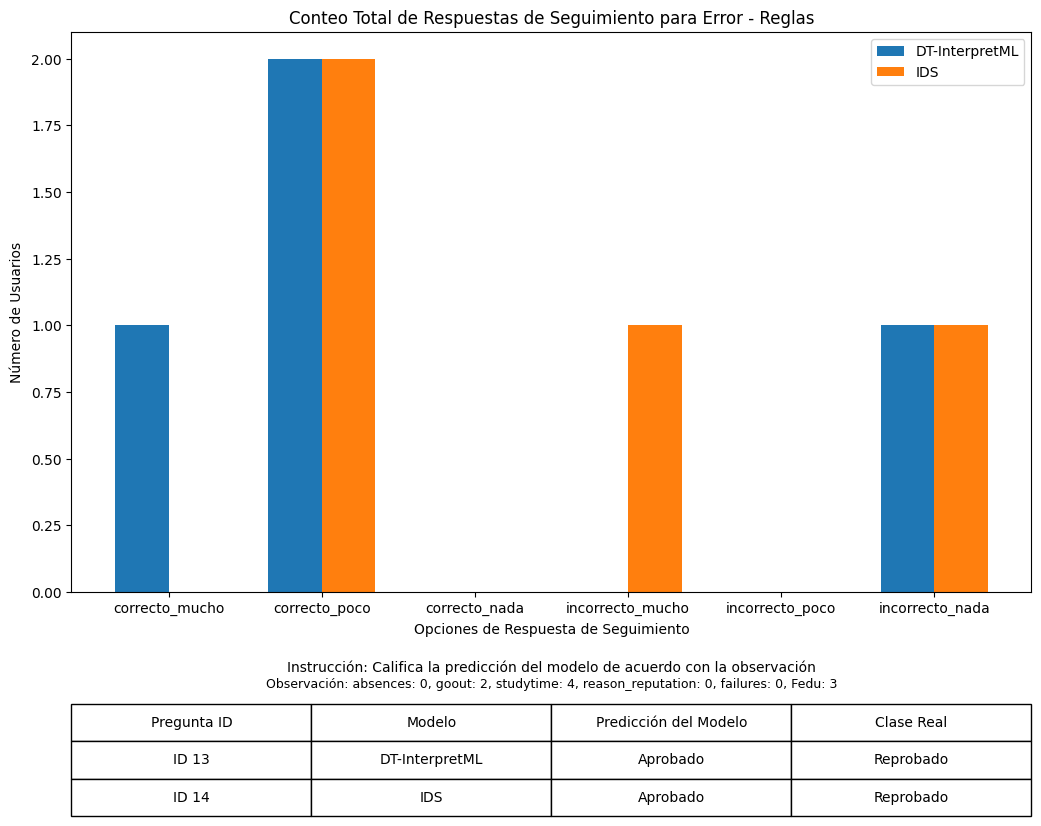 Conteo Total de Respuestas de Seguimiento para Error - Reglas
DT-InterpretML
IDS
Número de Usuarios
2.00
1.75
1.50
1.25
1.00
0.75
0.50
0.25
0.00
correcto_mucho correcto_poco correcto_nada incorrecto_mucho incorrecto_poco incorrecto_nada
Opciones de Respuesta de Seguimiento
Instrucción: Califica la predicción del modelo de acuerdo con la observación
Observación: absences: 0, goout: 2, studytime: 4, reason_reputation: 0, failures: 0, Fedu: 3
Pregunta ID Modelo Predicción del Modelo Clase Real
ID 13 DT-InterpretML Aprobado Reprobado
ID 14 IDS Aprobado Reprobado